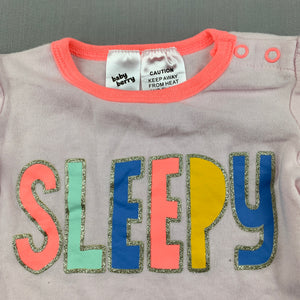 baby
berry
CAUTION
KEEP AWAY
FROM HEAT
SLEEPY